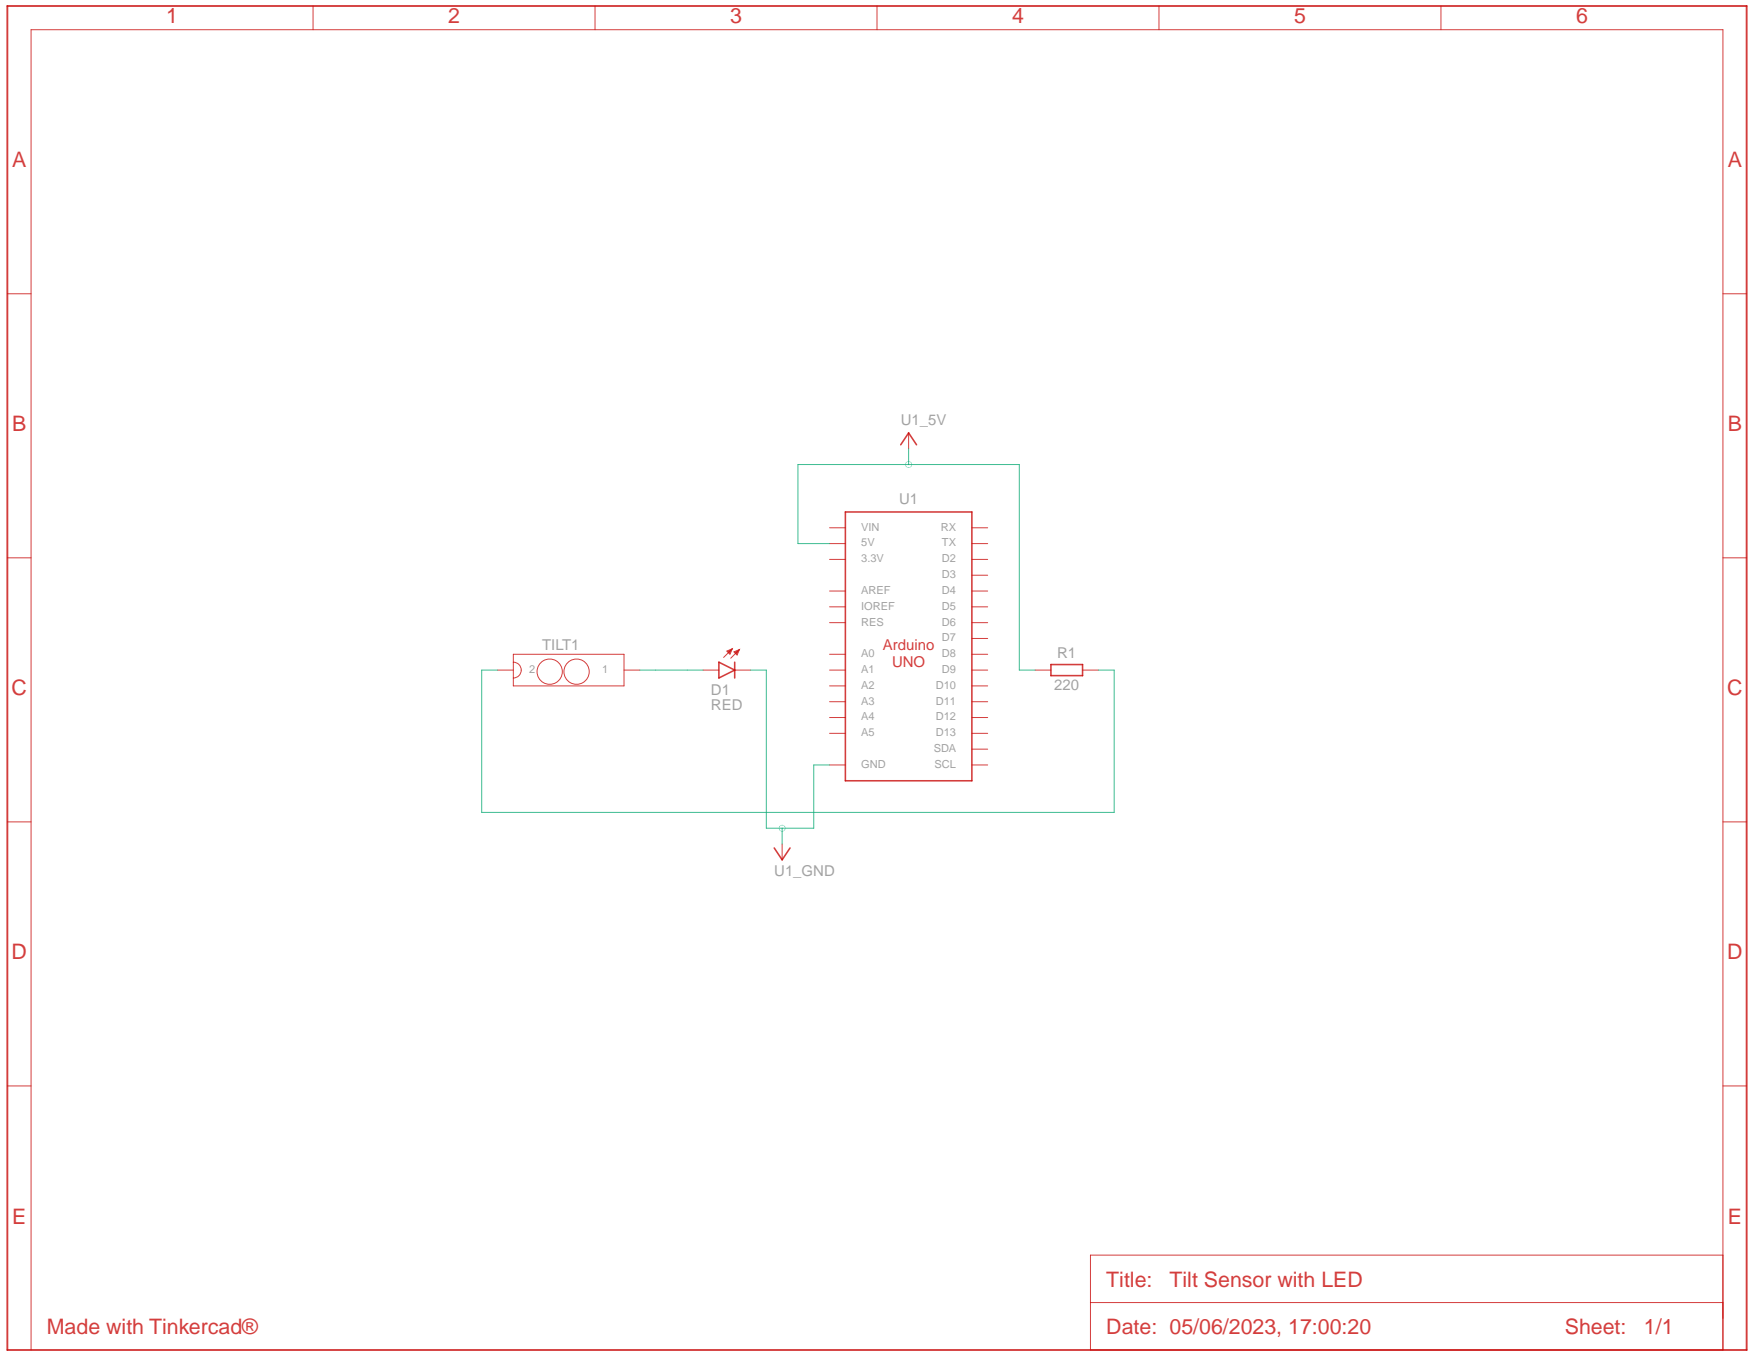 1 2 3 4 5 6
A A
B B
U1_5V
U1
VIN RX
5V TX
3.3V D2
D3
AREF D4
IOREF D5
RES D6
D7
Arduino
UNO
A0 D8
A1 D9
A2 D10
A3 D11
A4 D12
A5 D13
SDA
GND SCL
TILT1
2 1
D1
RED
R1
220
C C
U1_GND
D D
E E
Title: Tilt Sensor with LED
Made with Tinkercad®
Date: 05/06/2023, 17:00:20 Sheet: 1/1